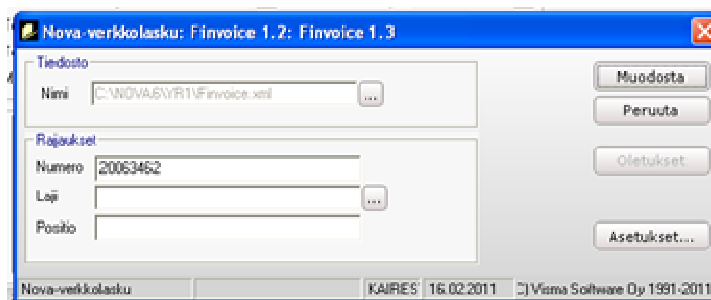 Nova-verkkolasku: Finvoice 1.2: Finvoice 1.3
Tiedosto
Nimi C:\NOVA6\YR1\Finvoice.xml ...
Muodosta
Peruuta
Rajaukset
Numero 20063462
Oletukset
Laji ...
Positio
Asetukset...
Nova-verkkolasku KAIRES 16.02.2011 C) Visma Software Oy 1991-2011